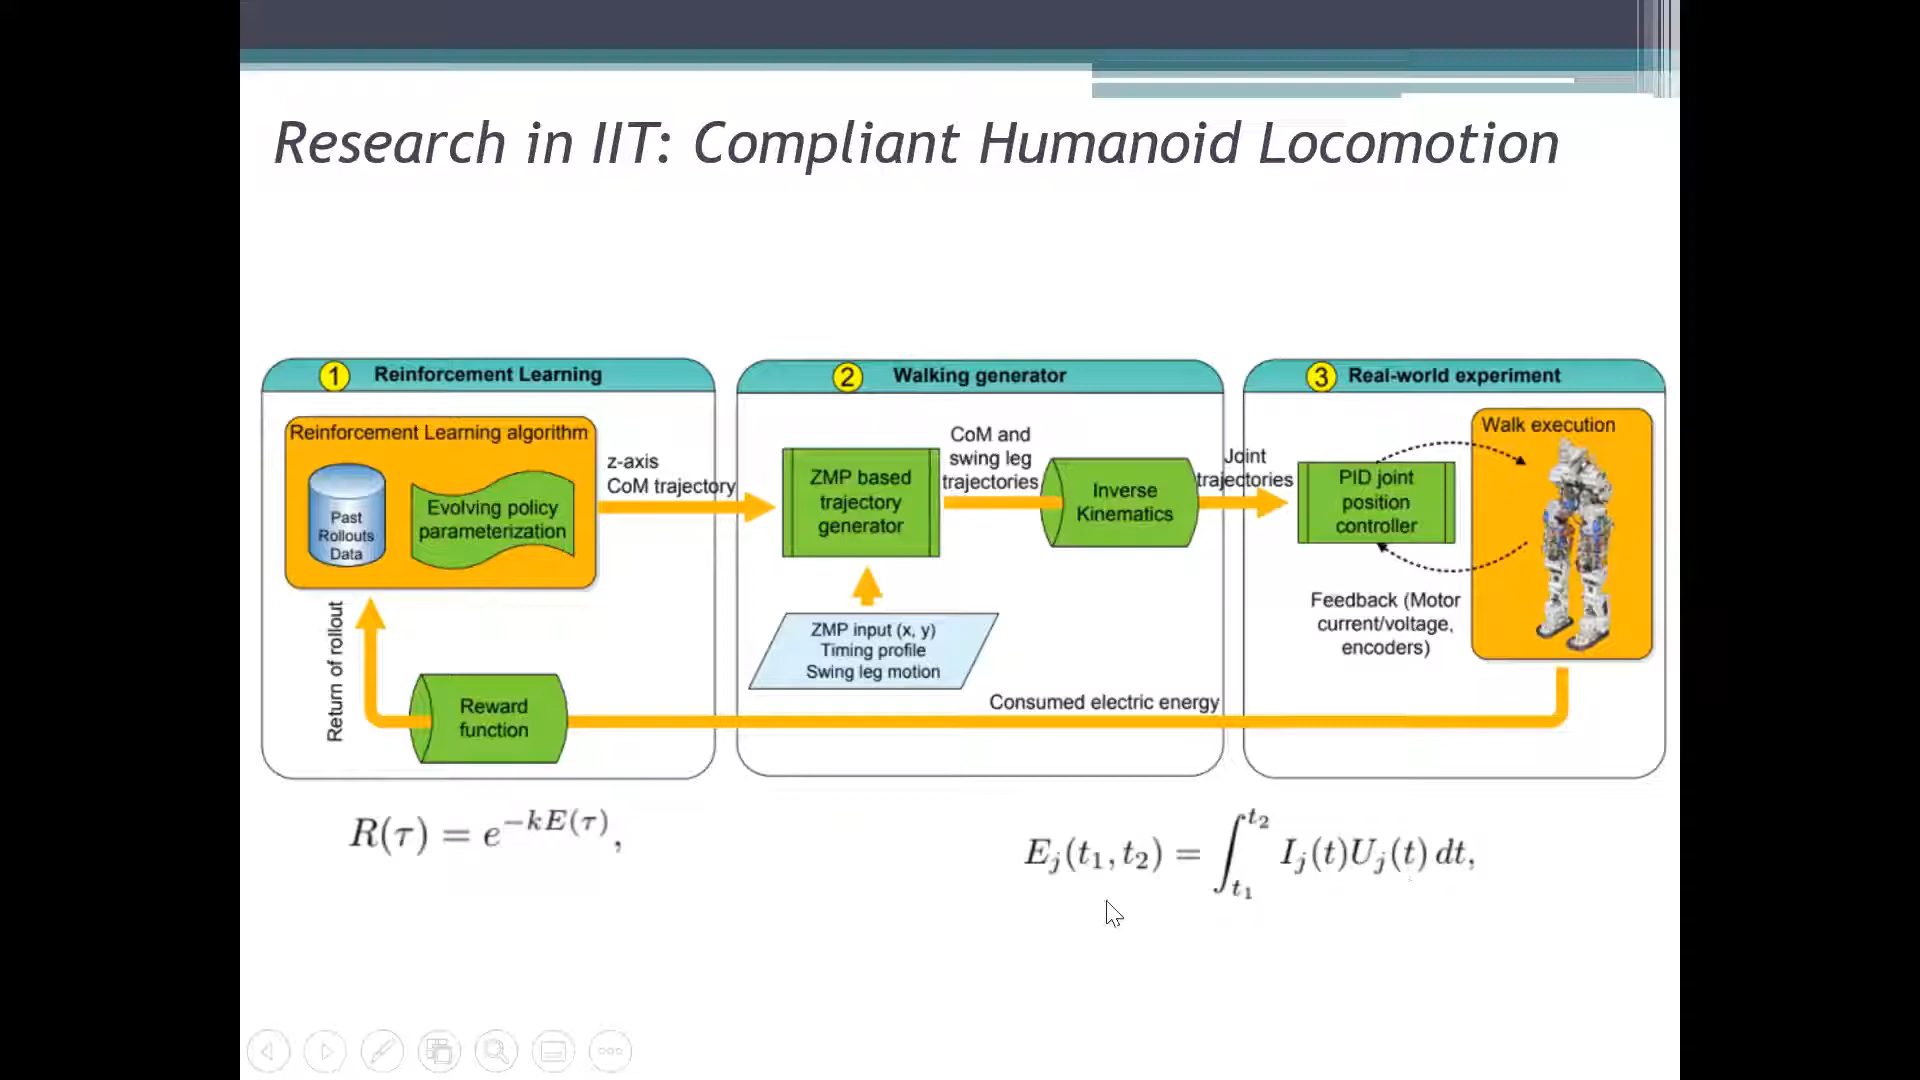 Research in IIT: Compliant Humanoid Locomotion
1 Reinforcement Learning
Reinforcement Learning algorithm
Past
Rollouts
Data
Evolving policy
parameterization
z-axis
CoM trajectory
Return of rollout
Reward
function
2 Walking generator
ZMP based
trajectory
generator
CoM and
swing leg
trajectories
Inverse
Kinematics
Joint
trajectories
ZMP input (x, y)
Timing profile
Swing leg motion
Consumed electric energy
3 Real-world experiment
PID joint
position
controller
Walk execution
Feedback (Motor
current/voltage,
encoders)
R(τ) = e^{-kE(τ)},
E_j(t_1, t_2) = ∫_{t_1}^{t_2} I_j(t)U_j(t) dt,